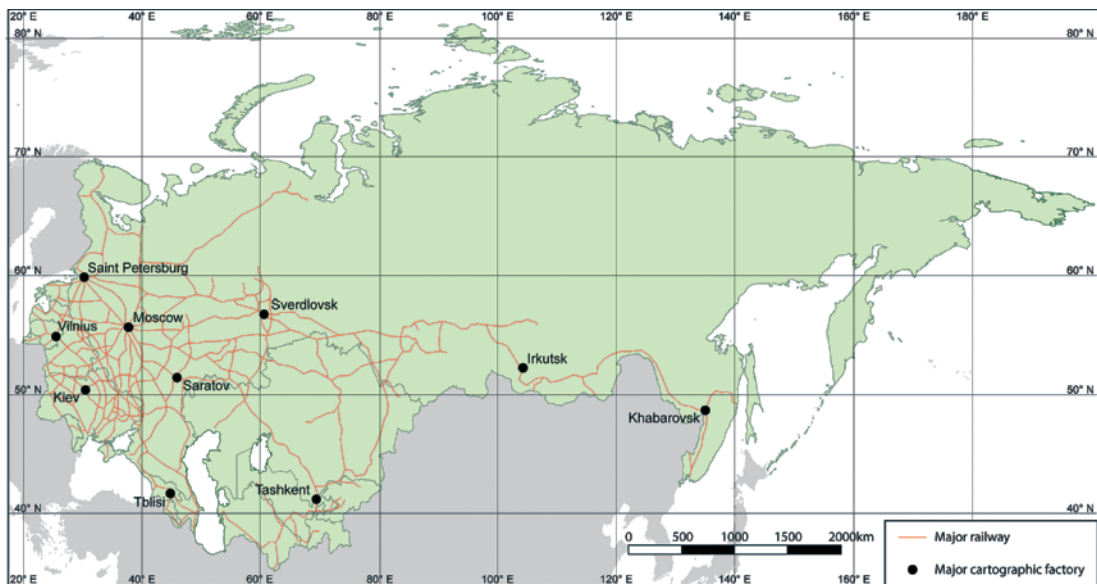 20° E 40° E 60° E 80° E 100° E 120° E 140° E 160° E 180° E
80° N 80° N
70° N 70° N
60° N 60° N
Saint Petersburg
Sverdlovsk
Moscow
Vilnius
Irkutsk
Saratov
50° N 50° N
Kiev
Khabarovsk
Tashkent
Tblisi
40° N 40° N
0 500 1000 1500 2000km
Major railway
Major cartographic factory
20° E 40° E 60° E 80° E 100° E 120° E 140° E 160° E 180° E